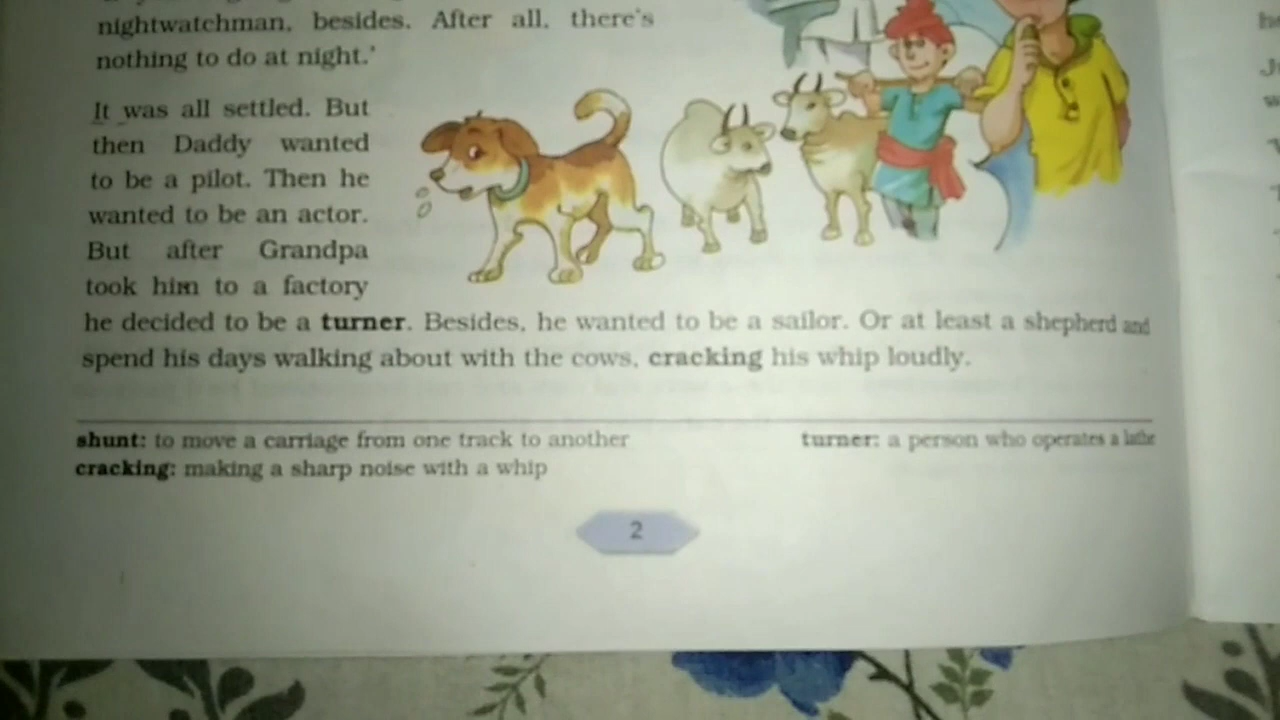 nightwatchman, besides. After all, there's
nothing to do at night.'
It was all settled. But
then Daddy wanted
to be a pilot. Then he
wanted to be an actor.
But after Grandpa
took him to a factory
he decided to be a turner. Besides, he wanted to be a sailor. Or at least a shepherd and
spend his days walking about with the cows, cracking his whip loudly.
shunt: to move a carriage from one track to another
turner: a person who operates a lathe
cracking: making a sharp noise with a whip
2